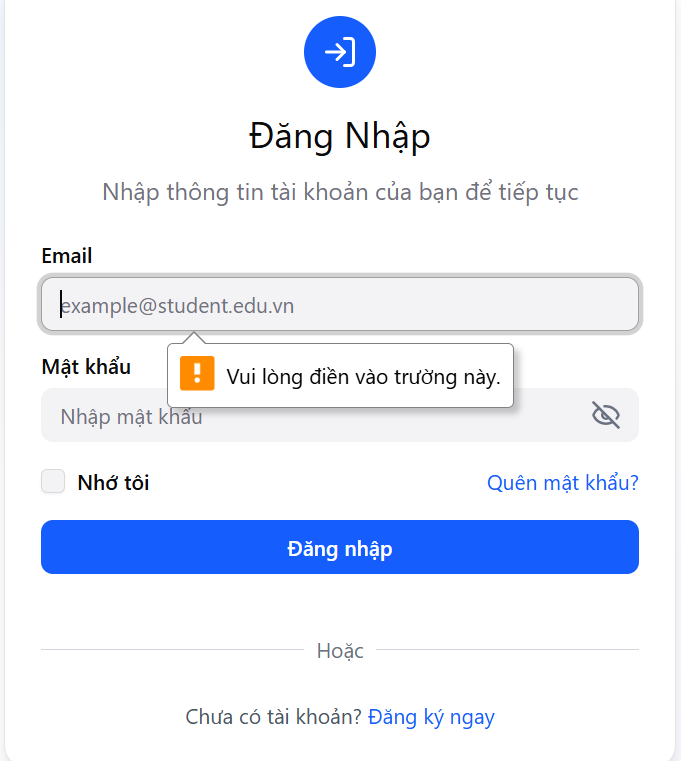 Đăng Nhập
Nhập thông tin tài khoản của bạn để tiếp tục
Email
example@student.edu.vn
Vui lòng điền vào trường này.
Mật khẩu
Nhập mật khẩu
Nhớ tôi
Quên mật khẩu?
Đăng nhập
Hoặc
Chưa có tài khoản? Đăng ký ngay